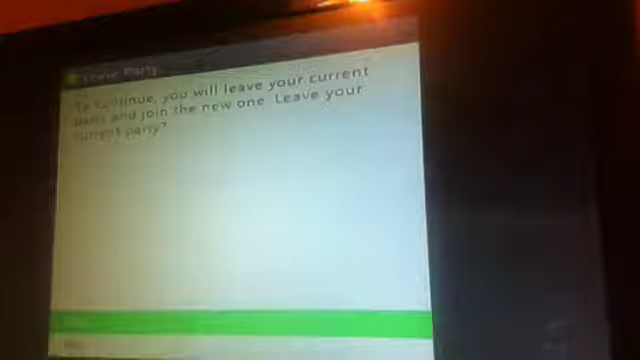 Leave Party
To continue, you will leave your current
party and join the new one. Leave your
current party?